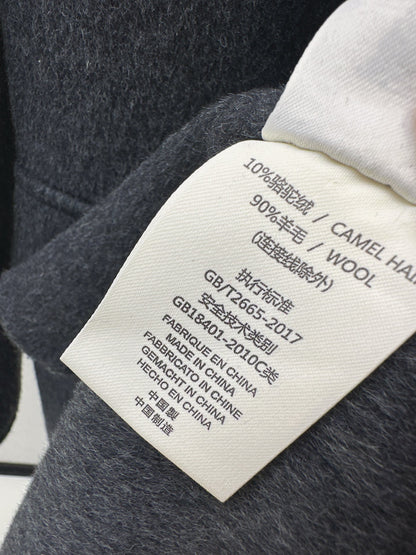 10%骆驼绒 / CAMEL HAI
90%羊毛 / WOOL
(连接线除外)
执行标准
GB/T2665-2017
安全技术类别
GB18401-2010C类
FABRIQUE EN CHINA
MADE IN CHINA
FABBRICATO IN CHINE
GEMACHT IN CHINA
HECHO EN CHINA
中國製
中国制造